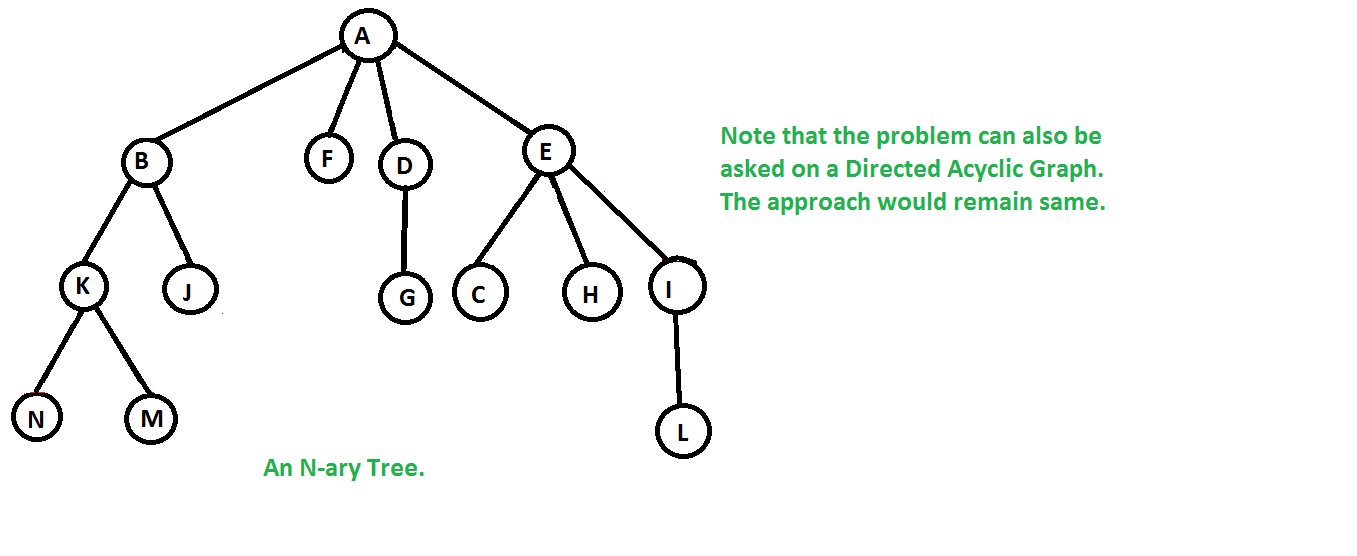 A
B
F
D
E
Note that the problem can also be
asked on a Directed Acyclic Graph.
The approach would remain same.
K
J
G
C
H
I
N
M
L
An N-ary Tree.